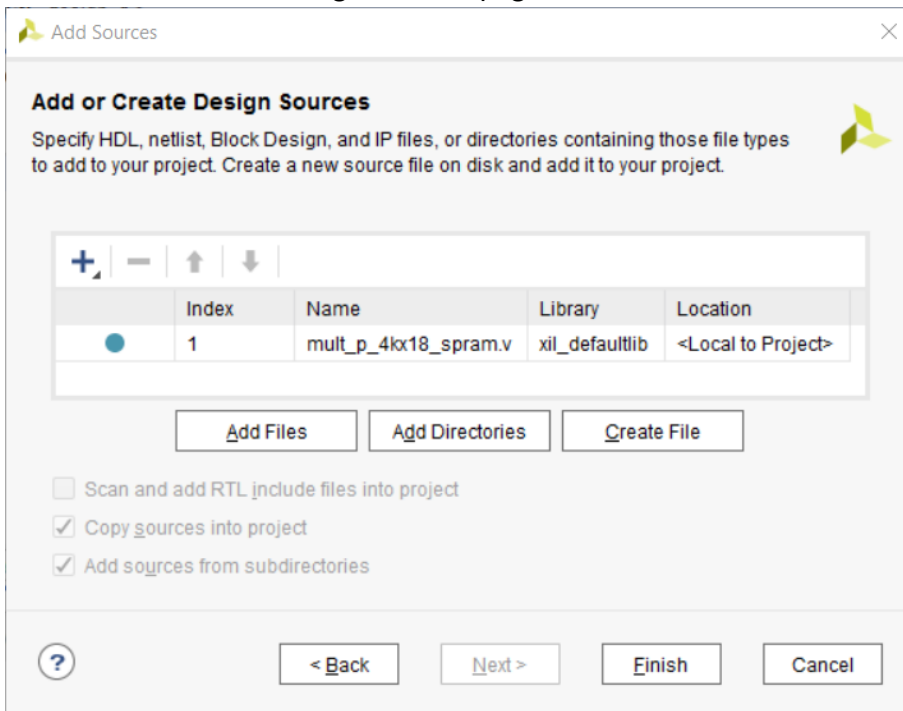 Add Sources
Add or Create Design Sources
Specify HDL, netlist, Block Design, and IP files, or directories containing those file types
to add to your project. Create a new source file on disk and add it to your project.
Index Name Library Location
1 mult_p_4kx18_spram.v xil_defaultlib <Local to Project>
Add Files Add Directories Create File
Scan and add RTL include files into project
Copy sources into project
Add sources from subdirectories
? < Back Next > Finish Cancel